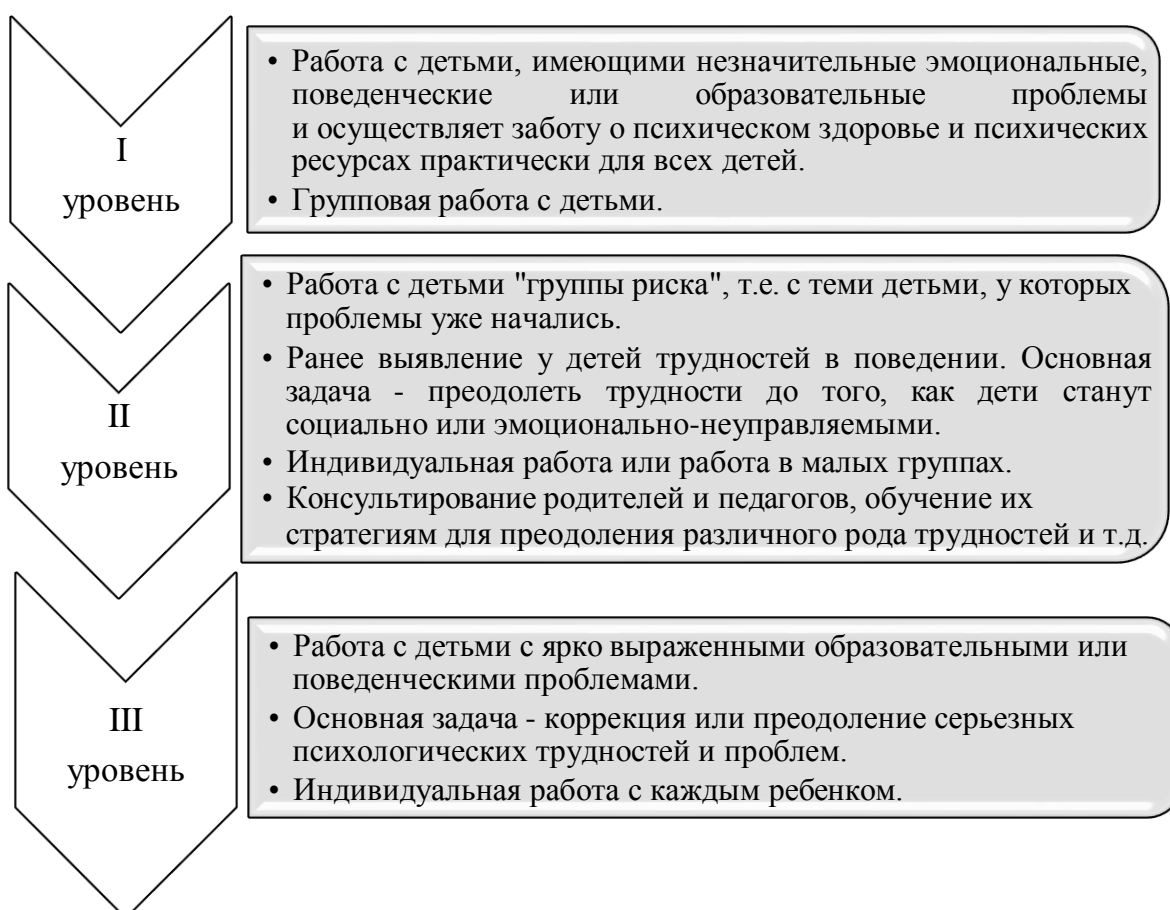 I
уровень
• Работа с детьми, имеющими незначительные эмоциональные,
поведенческие или образовательные проблемы
и осуществляет заботу о психическом здоровье и психических
ресурсах практически для всех детей.
• Групповая работа с детьми.
II
уровень
• Работа с детьми "группы риска", т.е. с теми детьми, у которых
проблемы уже начались.
• Ранее выявление у детей трудностей в поведении. Основная
задача - преодолеть трудности до того, как дети станут
социально или эмоционально-неуправляемыми.
• Индивидуальная работа или работа в малых группах.
• Консультирование родителей и педагогов, обучение их
стратегиям для преодоления различного рода трудностей и т.д.
III
уровень
• Работа с детьми с ярко выраженными образовательными или
поведенческими проблемами.
• Основная задача - коррекция или преодоление серьезных
психологических трудностей и проблем.
• Индивидуальная работа с каждым ребенком.